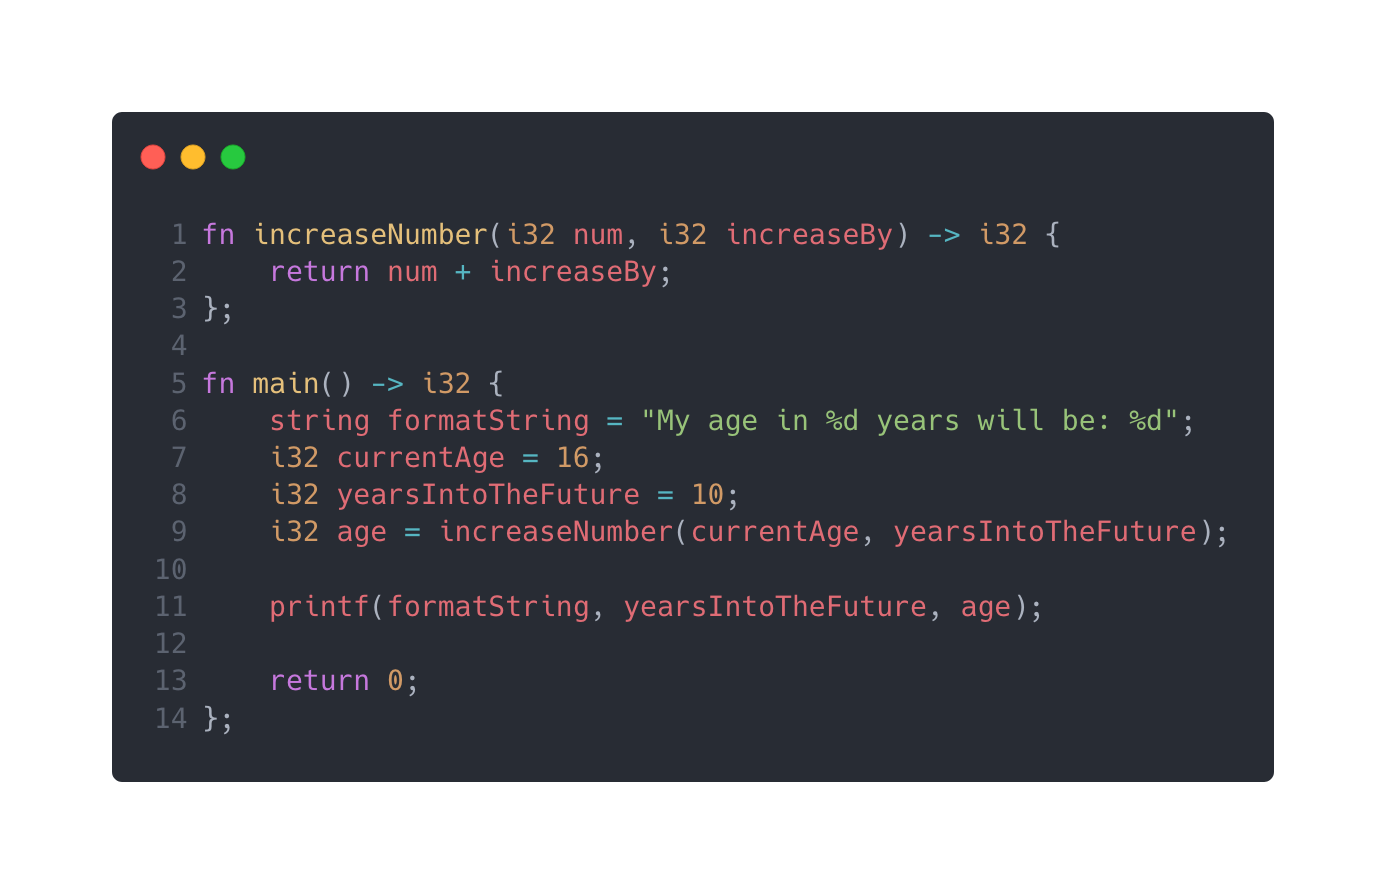 1 fn increaseNumber(i32 num, i32 increaseBy) -> i32 {
2     return num + increaseBy;
3 };
4
5 fn main() -> i32 {
6     string formatString = "My age in %d years will be: %d";
7     i32 currentAge = 16;
8     i32 yearsIntoTheFuture = 10;
9     i32 age = increaseNumber(currentAge, yearsIntoTheFuture);
10
11     printf(formatString, yearsIntoTheFuture, age);
12
13     return 0;
14 };